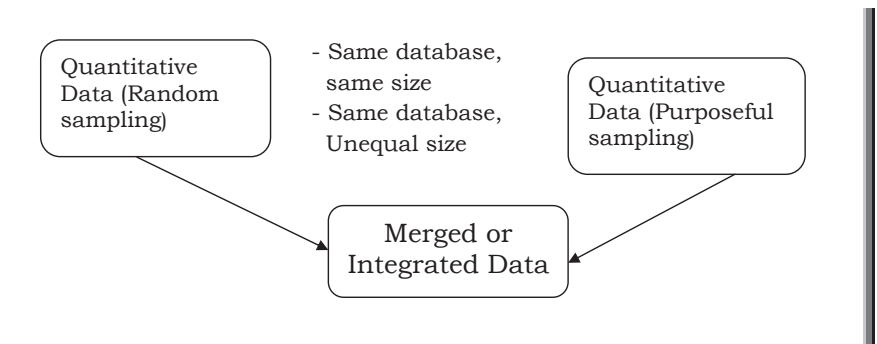 Quantitative
Data (Random
sampling)
- Same database,
same size
- Same database,
Unequal size
Quantitative
Data (Purposeful
sampling)
Merged or
Integrated Data